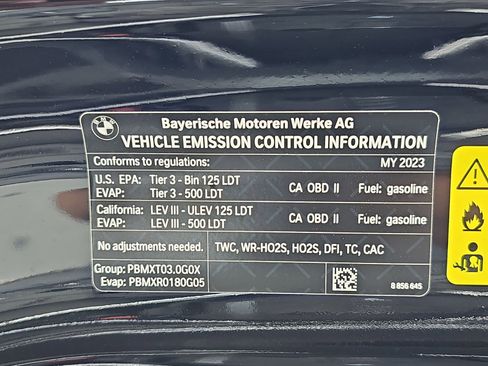 BMW
Bayerische Motoren Werke AG
VEHICLE EMISSION CONTROL INFORMATION
Conforms to regulations: MY 2023
U.S. EPA: Tier 3 - Bin 125 LDT CA OBD II Fuel: gasoline
EVAP: Tier 3 - 500 LDT
California: LEV III - ULEV 125 LDT CA OBD II Fuel: gasoline
EVAP: LEV III - 500 LDT
No adjustments needed. TWC, WR-HO2S, HO2S, DFI, TC, CAC
Group: PBMXT03.0G0X
Evap: PBMXR0180G05
8 856 645